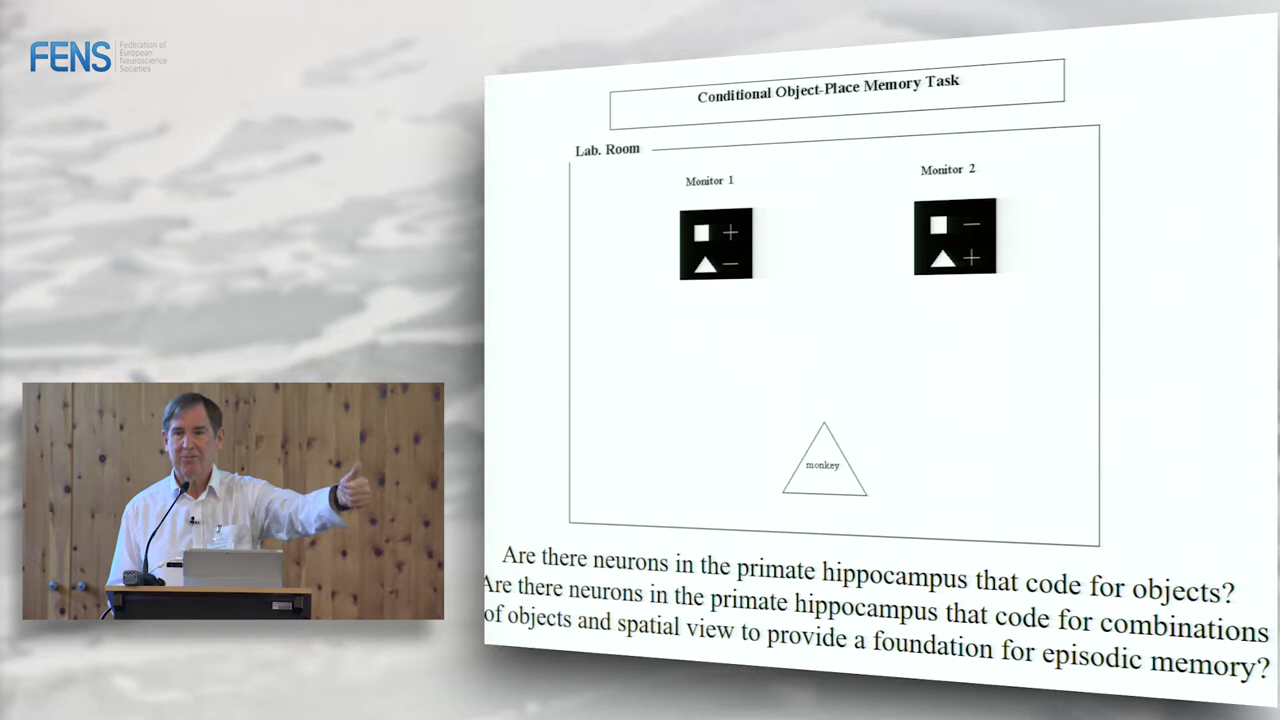 FENS
Federation of
European
Neuroscience
Societies
Conditional Object-Place Memory Task
Lab. Room
Monitor 1
Monitor 2
+
−
−
+
monkey
Are there neurons in the primate hippocampus that code for objects?
Are there neurons in the primate hippocampus that code for combinations
of objects and spatial view to provide a foundation for episodic memory?